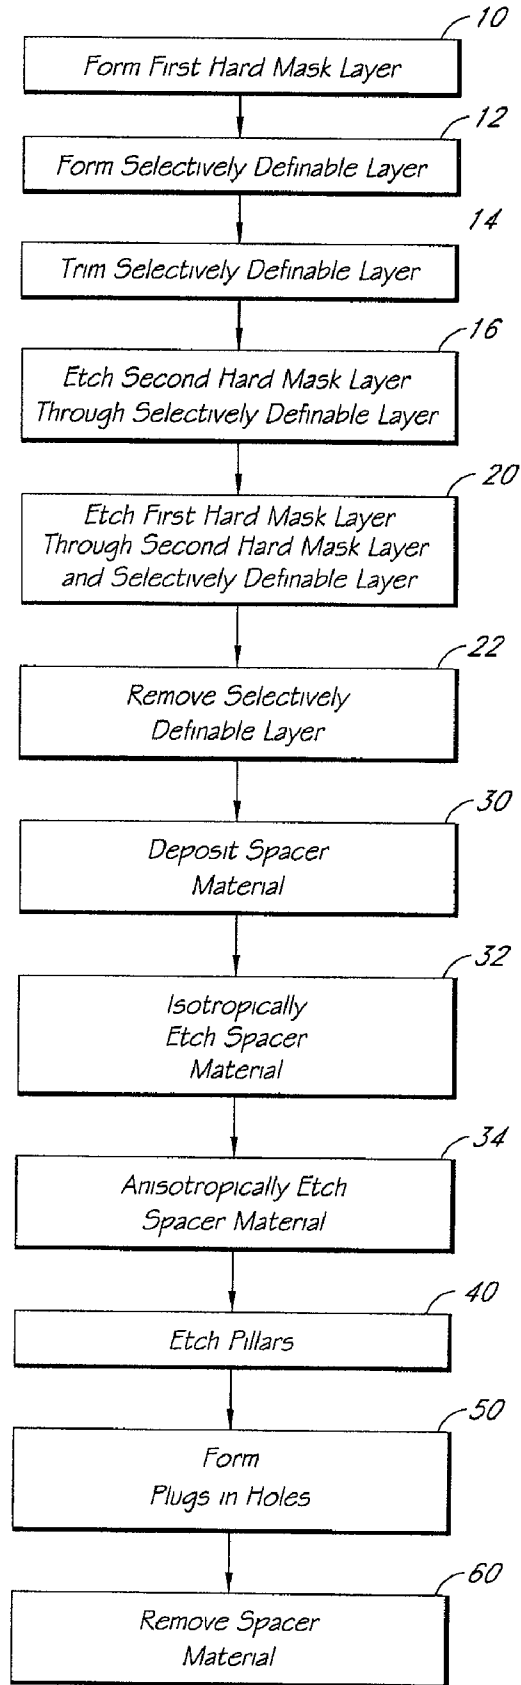 10
Form First Hard Mask Layer
12
Form Selectively Definable Layer
14
Trim Selectively Definable Layer
16
Etch Second Hard Mask Layer
Through Selectively Definable Layer
20
Etch First Hard Mask Layer
Through Second Hard Mask Layer
and Selectively Definable Layer
22
Remove Selectively
Definable Layer
30
Deposit Spacer
Material
32
Isotropically
Etch Spacer
Material
34
Anisotropically Etch
Spacer Material
40
Etch Pillars
50
Form
Plugs in Holes
60
Remove Spacer
Material